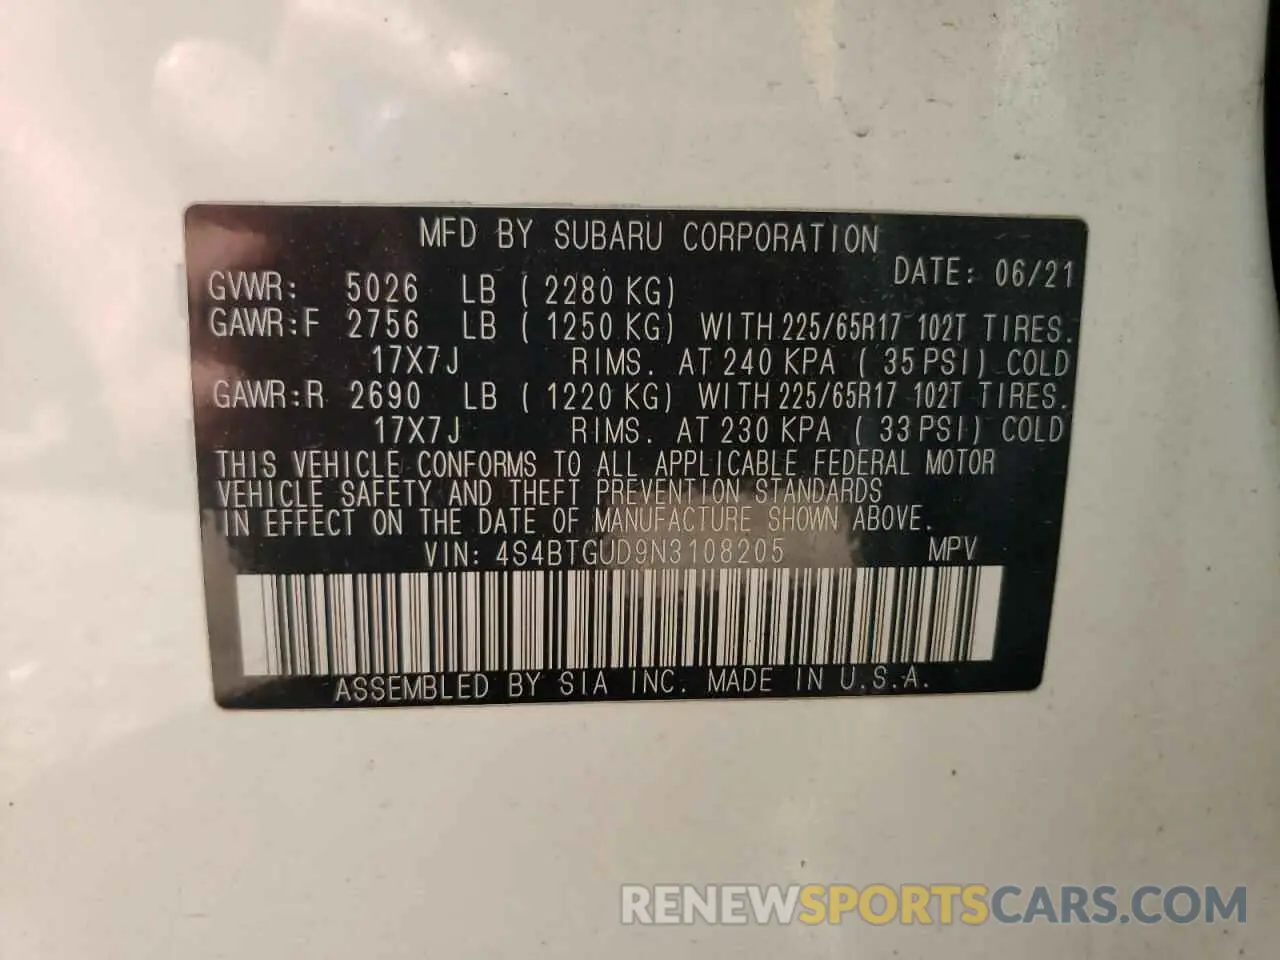 MFD BY SUBARU CORPORATION
DATE: 06/21
GVWR: 5026 LB ( 2280 KG)
GAWR:F 2756 LB ( 1250 KG) WITH 225/65R17 102T TIRES.
17X7J RIMS. AT 240 KPA ( 35 PSI) COLD
GAWR:R 2690 LB ( 1220 KG) WITH 225/65R17 102T TIRES.
17X7J RIMS. AT 230 KPA ( 33 PSI) COLD
THIS VEHICLE CONFORMS TO ALL APPLICABLE FEDERAL MOTOR
VEHICLE SAFETY AND THEFT PREVENTION STANDARDS
IN EFFECT ON THE DATE OF MANUFACTURE SHOWN ABOVE.
VIN: 4S4BTGUD9N3108205 MPV
ASSEMBLED BY SIA INC. MADE IN U.S.A.
RENEWSPORTSCARS.COM